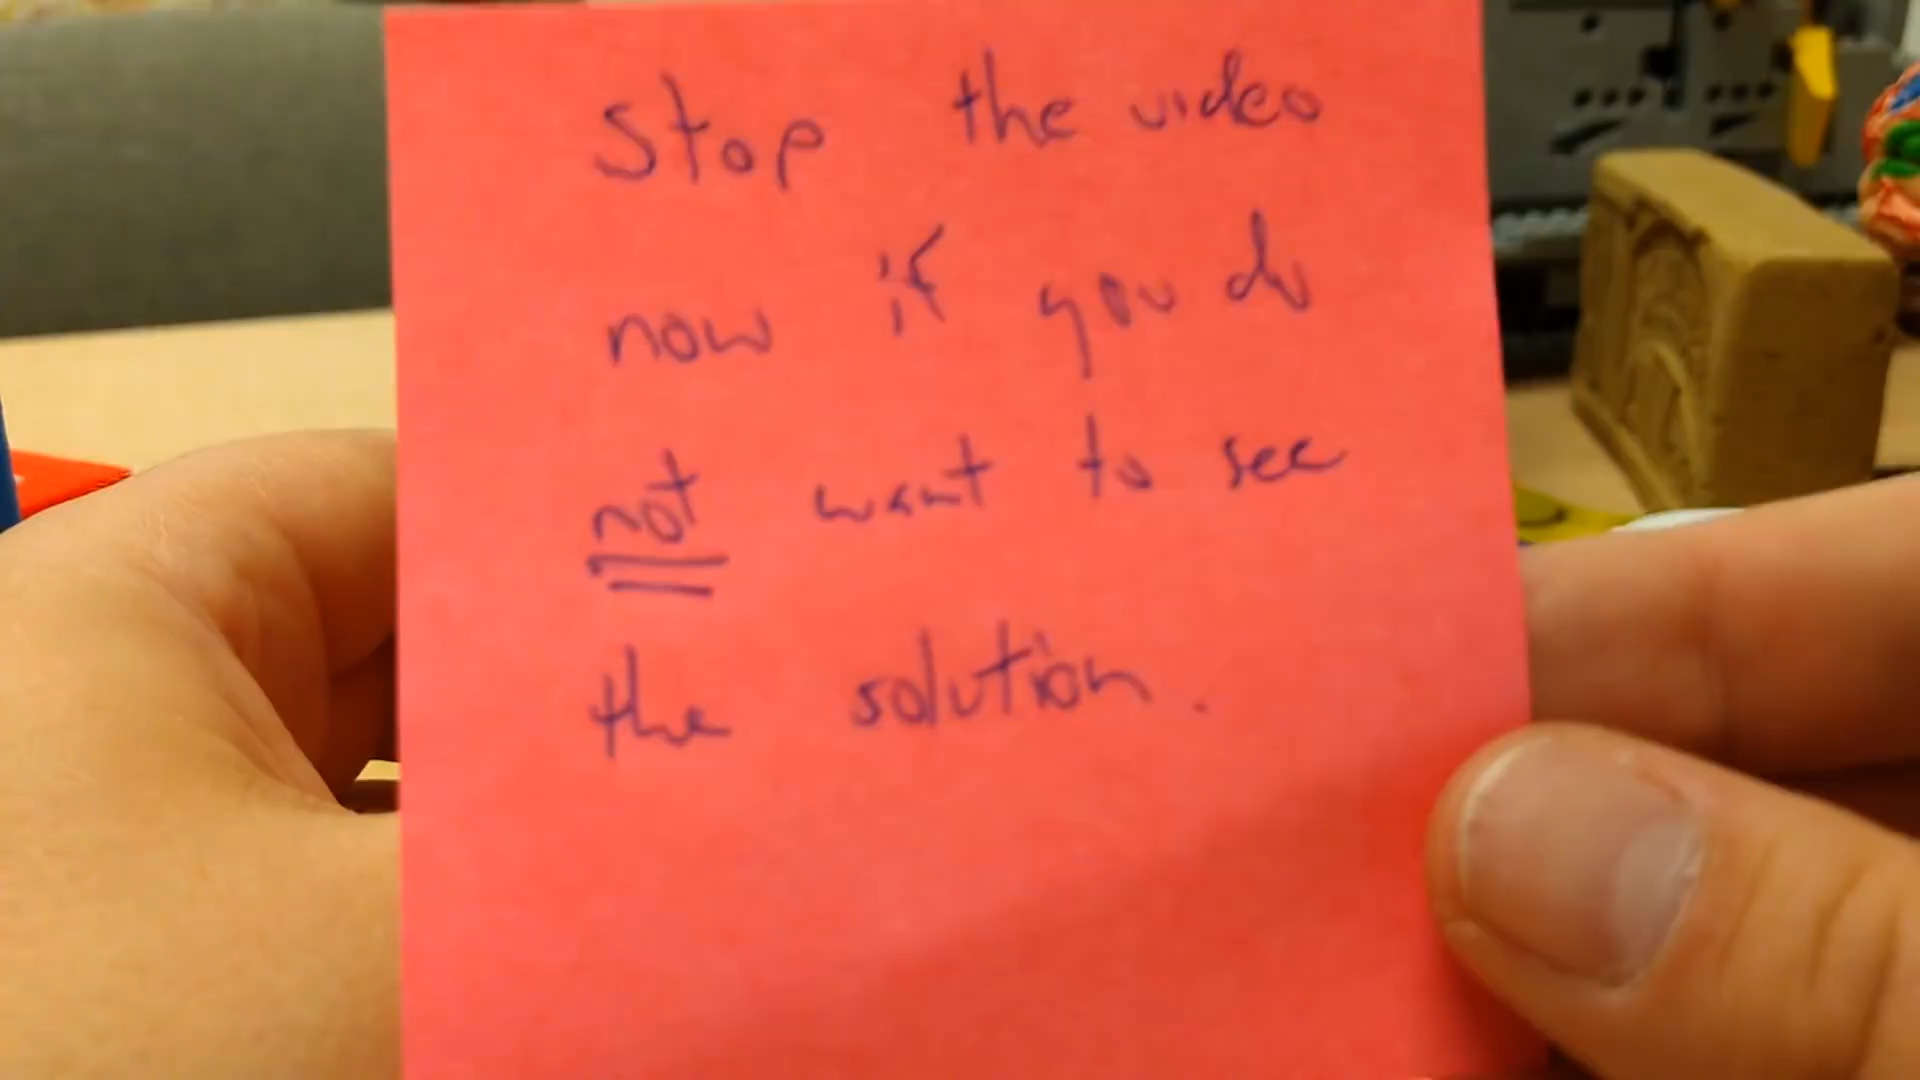 Stop the video
now if you do
not want to see
the solution.